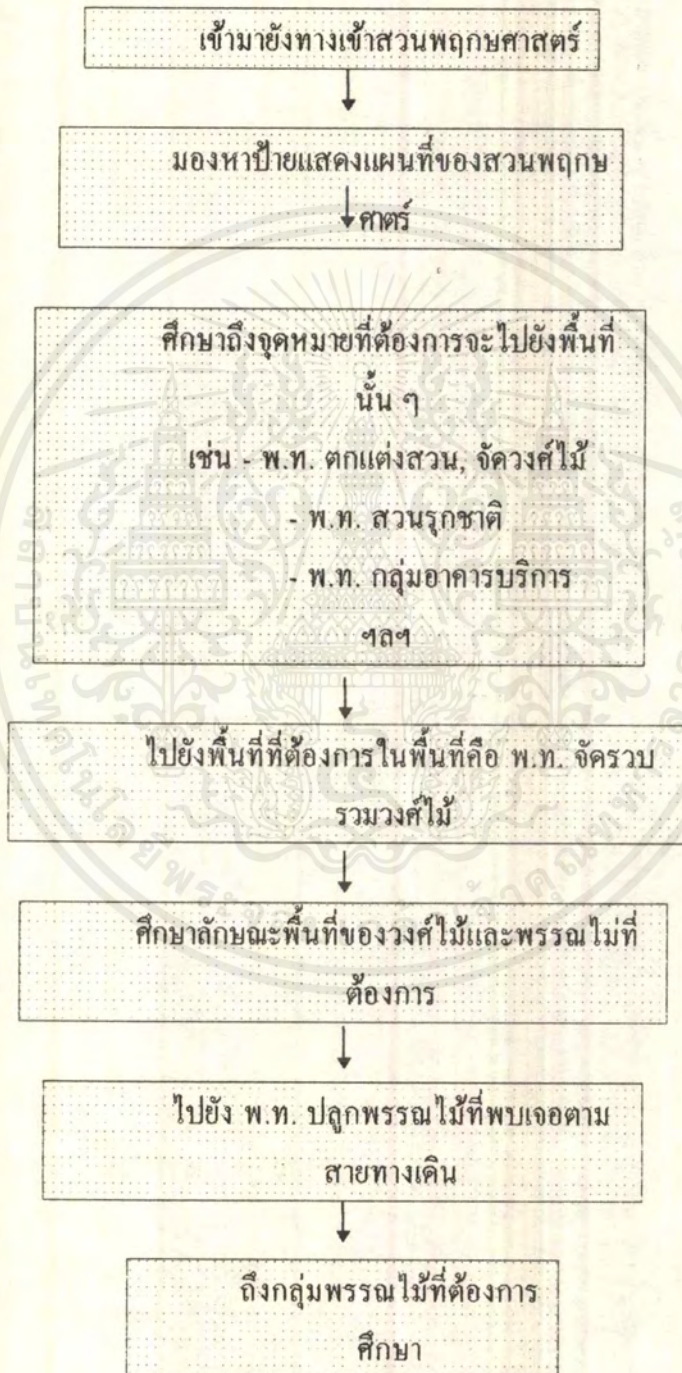 เข้ามายังทางเข้าสวนพฤกษศาสตร์
มองหาป้ายแสดงแผนที่ของสวนพฤกษ
ศาตร์
ศึกษาถึงจุดหมายที่ต้องการจะไปยังพื้นที่
นั้น ๆ
เช่น - พ.ท. ตกแต่งสวน, จัดวงศ์ไม้
- พ.ท. สวนรุกชาติ
- พ.ท. กลุ่มอาคารบริการ
ฯลฯ
ไปยังพื้นที่ที่ต้องการในพื้นที่คือ พ.ท. จัดรวบ
รวมวงศ์ไม้
ศึกษาลักษณะพื้นที่ของวงศ์ไม้และพรรณไม่ที่
ต้องการ
ไปยัง พ.ท. ปลูกพรรณไม้ที่พบเจอตาม
สายทางเดิน
ถึงกลุ่มพรรณไม้ที่ต้องการ
ศึกษา